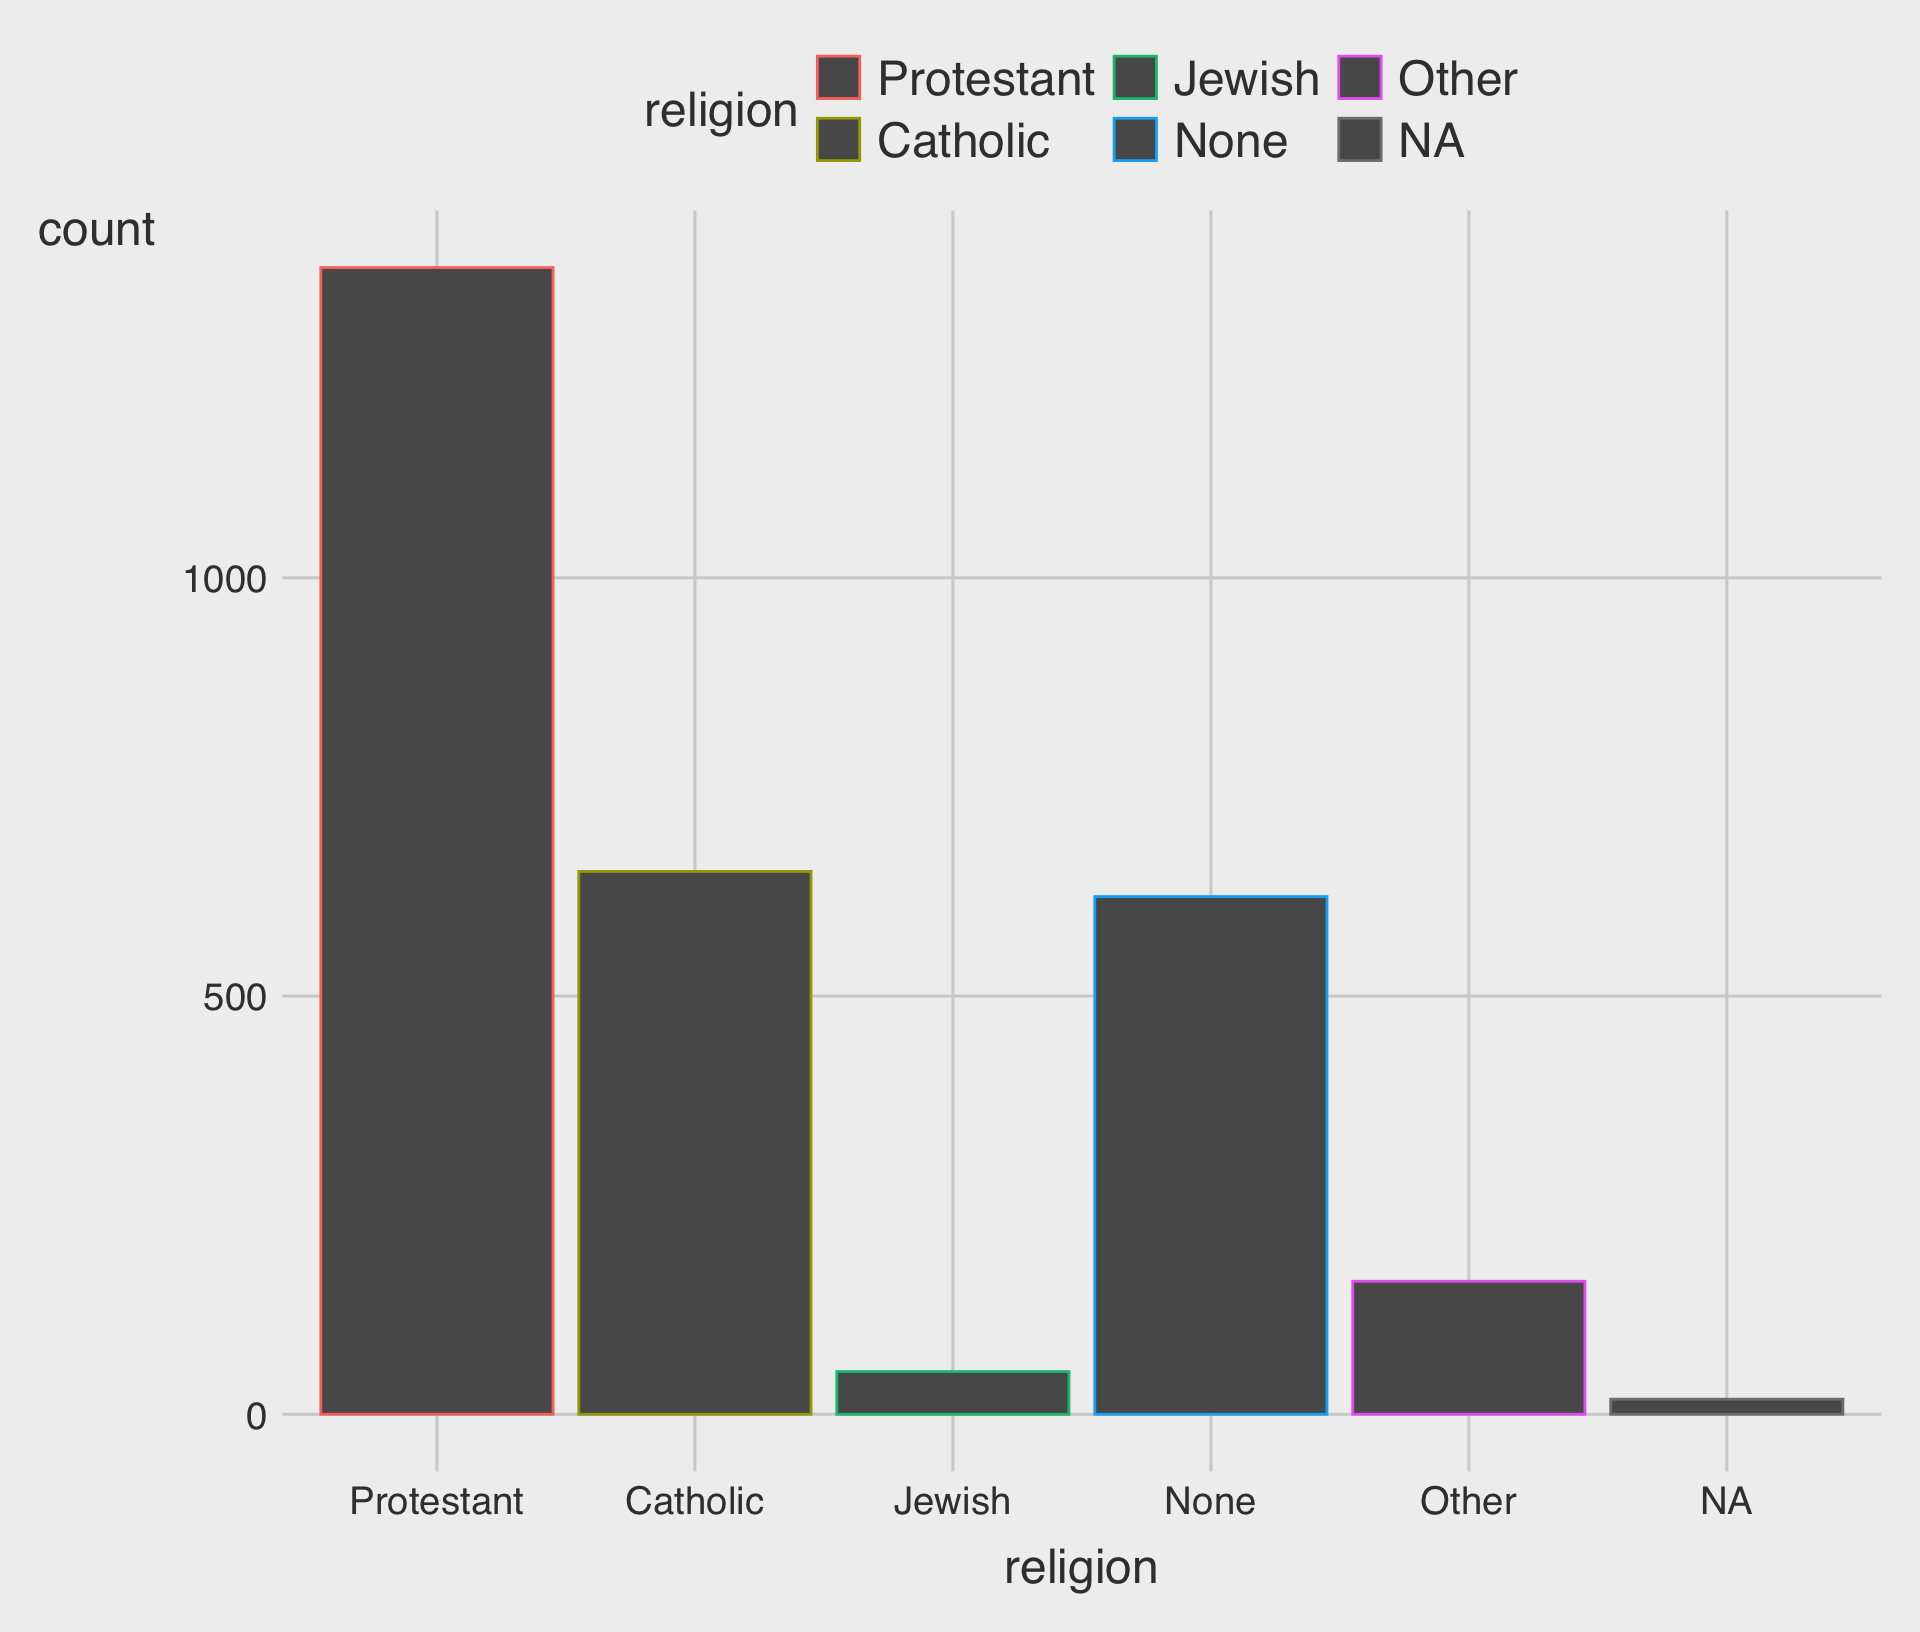 religion
Protestant Jewish Other
Catholic None NA
count
1000
500
0
Protestant Catholic Jewish None Other NA
religion